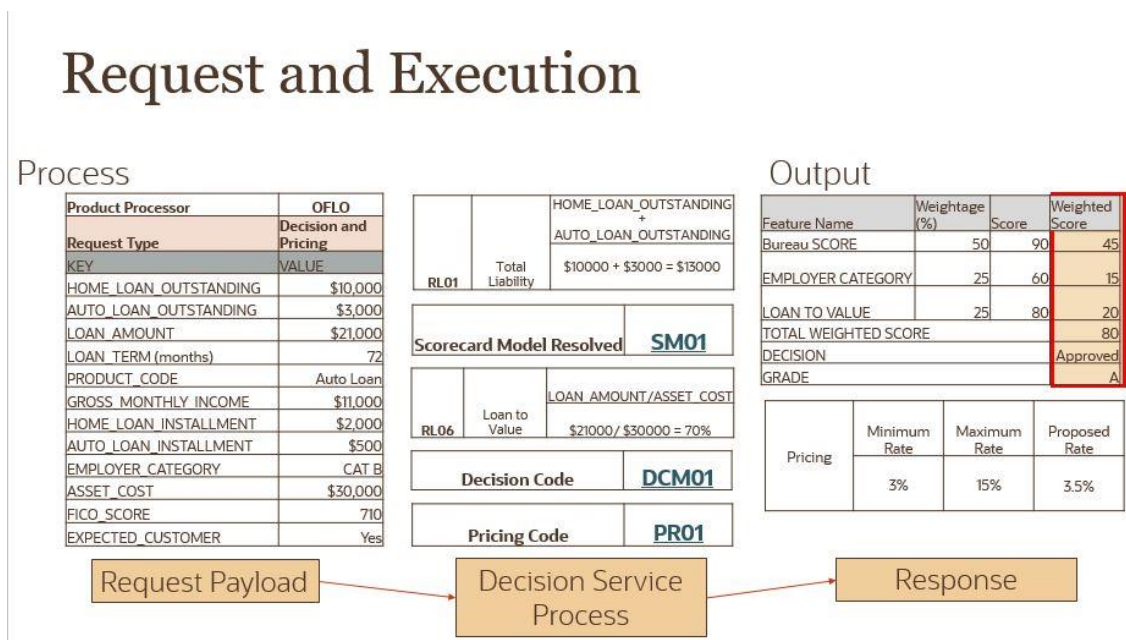 Request and Execution
Process
Product Processor OFLO
Request Type Decision and Pricing
KEY VALUE
HOME_LOAN_OUTSTANDING $10,000
AUTO_LOAN_OUTSTANDING $3,000
LOAN_AMOUNT $21,000
LOAN_TERM (months) 72
PRODUCT_CODE Auto Loan
GROSS_MONTHLY_INCOME $11,000
HOME_LOAN_INSTALLMENT $2,000
AUTO_LOAN_INSTALLMENT $500
EMPLOYER_CATEGORY CAT B
ASSET_COST $30,000
FICO_SCORE 710
EXPECTED_CUSTOMER Yes
HOME_LOAN_OUTSTANDING
+
AUTO_LOAN_OUTSTANDING
RL01 Total Liability $10000 + $3000 = $13000
Scorecard Model Resolved SM01
LOAN_AMOUNT/ASSET_COST
RL06 Loan to Value $21000/ $30000 = 70%
Decision Code DCM01
Pricing Code PR01
Output
Feature Name Weightage (%) Score Weighted Score
Bureau SCORE 50 90 45
EMPLOYER CATEGORY 25 60 15
LOAN TO VALUE 25 80 20
TOTAL WEIGHTED SCORE 80
DECISION Approved
GRADE A
Pricing Minimum Rate Maximum Rate Proposed Rate
3% 15% 3.5%
Request Payload
Decision Service
Process
Response